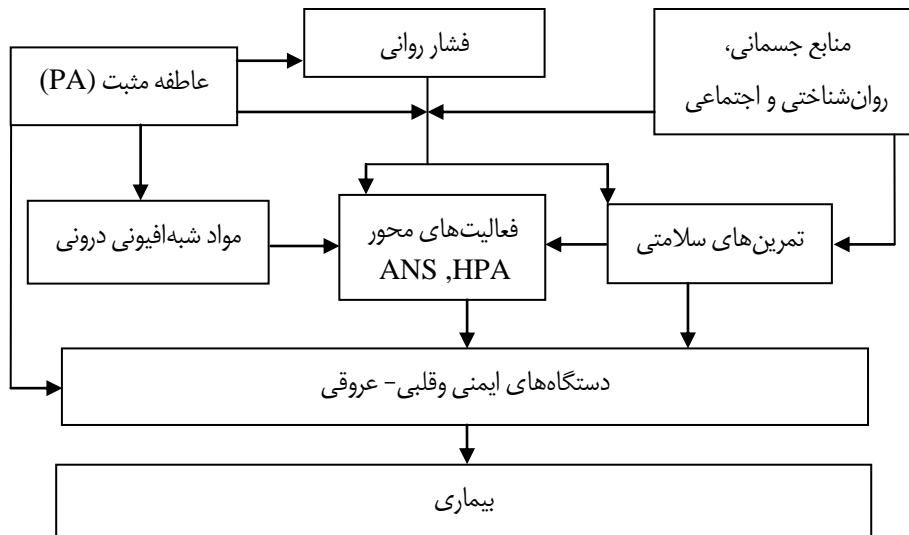 فشار روانی
منابع جسمانی،
روان‌شناختی و اجتماعی
عاطفه مثبت (PA)
مواد شبه‌افیونی درونی
فعالیت‌های محور
ANS ,HPA
تمرین‌های سلامتی
دستگاه‌های ایمنی وقلبی- عروقی
بیماری